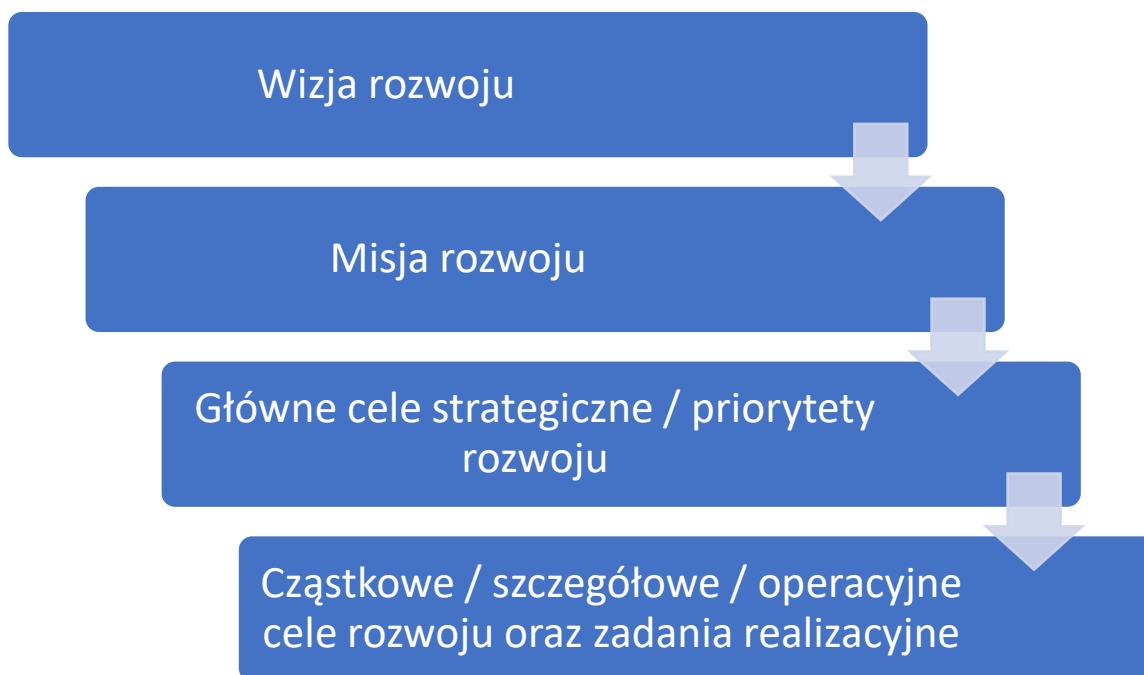 Wizja rozwoju
Misja rozwoju
Główne cele strategiczne / priorytety
rozwoju
Cząstkowe / szczegółowe / operacyjne
cele rozwoju oraz zadania realizacyjne